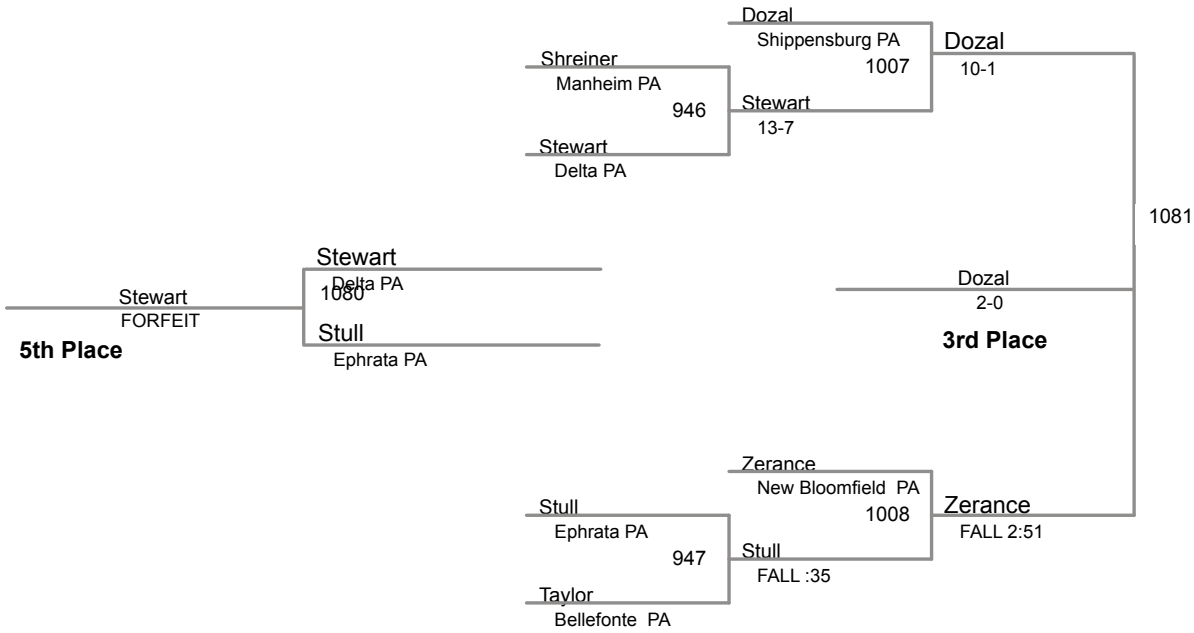 Dozal
Shippensburg PA
1007
Dozal
10-1
Shreiner
Manheim PA
946
Stewart
13-7
Stewart
Delta PA
1081
Stewart
Delta PA
1080
Stewart
FORFEIT
5th Place
Stull
Ephrata PA
Dozal
2-0
3rd Place
Zerance
New Bloomfield  PA
1008
Zerance
FALL 2:51
Stull
Ephrata PA
947
Stull
FALL :35
Taylor
Bellefonte  PA